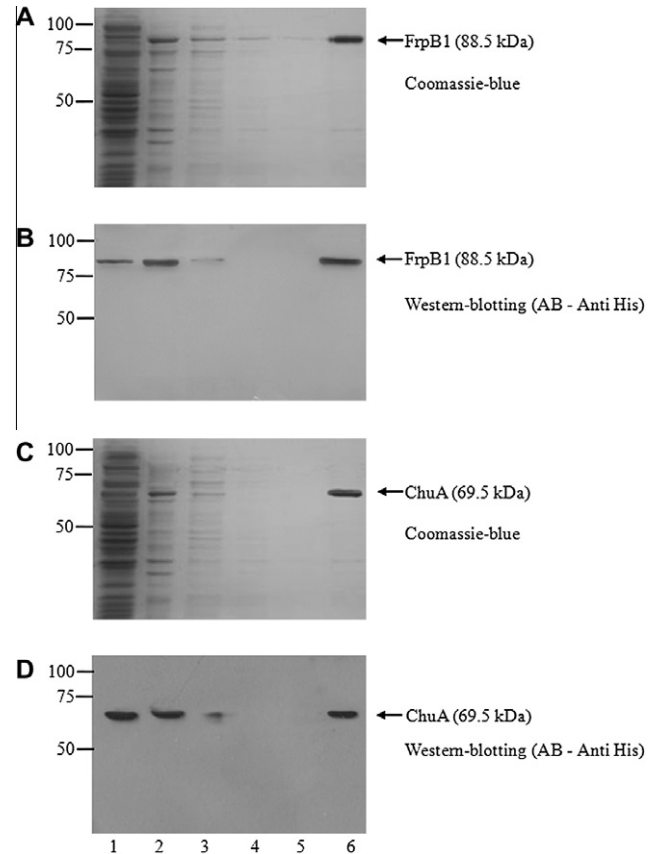 A
100
75
50
FrpB1 (88.5 kDa)
Coomassie-blue
B
100
75
50
FrpB1 (88.5 kDa)
Western-blotting (AB - Anti His)
C
100
75
50
ChuA (69.5 kDa)
Coomassie-blue
D
100
75
50
ChuA (69.5 kDa)
Western-blotting (AB - Anti His)
1 2 3 4 5 6